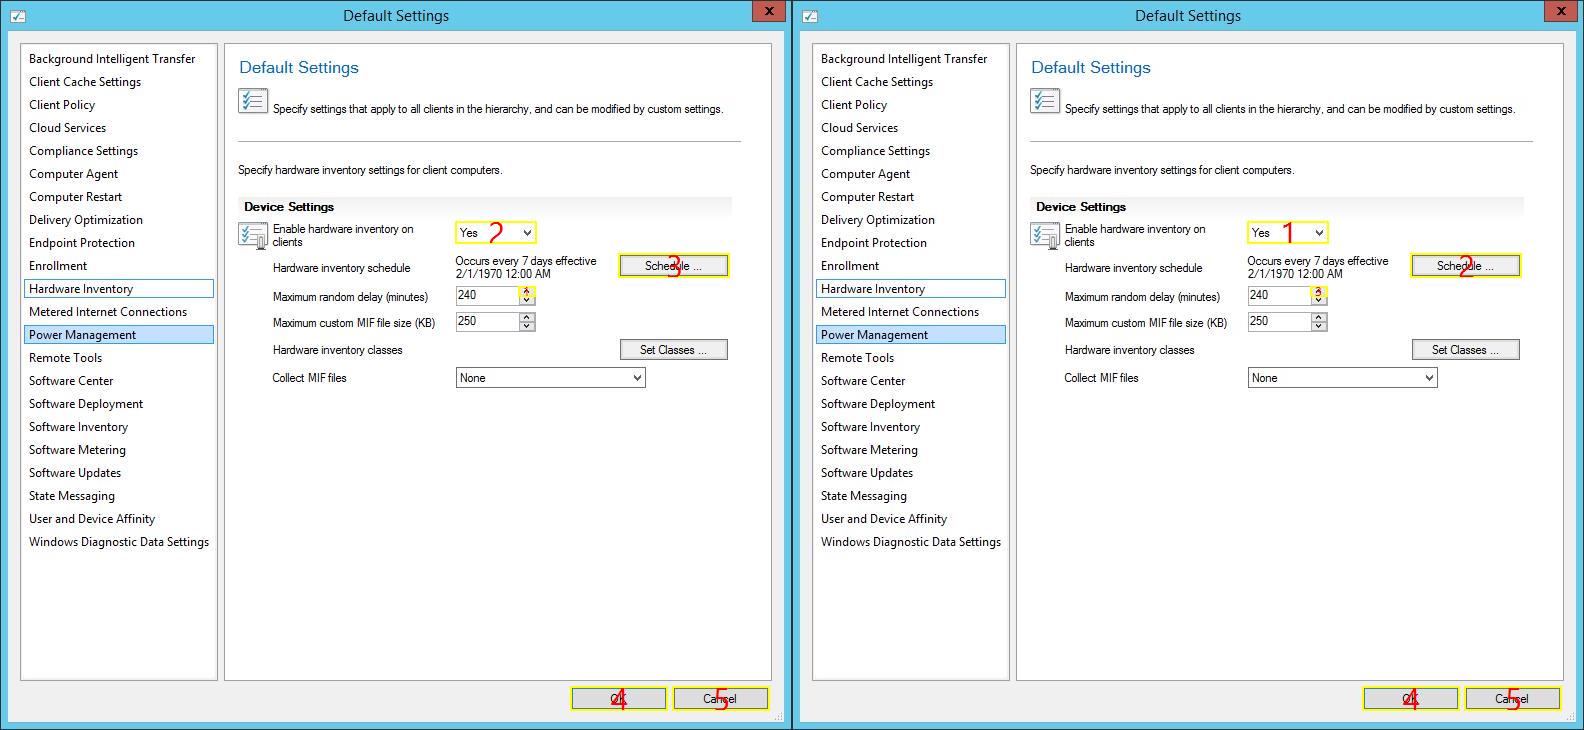 Default Settings
Background Intelligent Transfer
Client Cache Settings
Client Policy
Cloud Services
Compliance Settings
Computer Agent
Computer Restart
Delivery Optimization
Endpoint Protection
Enrollment
Hardware Inventory
Metered Internet Connections
Power Management
Remote Tools
Software Center
Software Deployment
Software Inventory
Software Metering
Software Updates
State Messaging
User and Device Affinity
Windows Diagnostic Data Settings
Default Settings
Specify settings that apply to all clients in the hierarchy, and can be modified by custom settings.
Specify hardware inventory settings for client computers.
Device Settings
Enable hardware inventory on
clients
Yes
2
Hardware inventory schedule
Occurs every 7 days effective
2/1/1970 12:00 AM
Schedule ...
3
Maximum random delay (minutes)
240
Maximum custom MIF file size (KB)
250
Hardware inventory classes
Set Classes ...
Collect MIF files
None
OK
4
Cancel
5
Default Settings
Background Intelligent Transfer
Client Cache Settings
Client Policy
Cloud Services
Compliance Settings
Computer Agent
Computer Restart
Delivery Optimization
Endpoint Protection
Enrollment
Hardware Inventory
Metered Internet Connections
Power Management
Remote Tools
Software Center
Software Deployment
Software Inventory
Software Metering
Software Updates
State Messaging
User and Device Affinity
Windows Diagnostic Data Settings
Default Settings
Specify settings that apply to all clients in the hierarchy, and can be modified by custom settings.
Specify hardware inventory settings for client computers.
Device Settings
Enable hardware inventory on
clients
Yes
1
Hardware inventory schedule
Occurs every 7 days effective
2/1/1970 12:00 AM
Schedule ...
2
Maximum random delay (minutes)
240
3
Maximum custom MIF file size (KB)
250
Hardware inventory classes
Set Classes ...
Collect MIF files
None
OK
4
Cancel
5